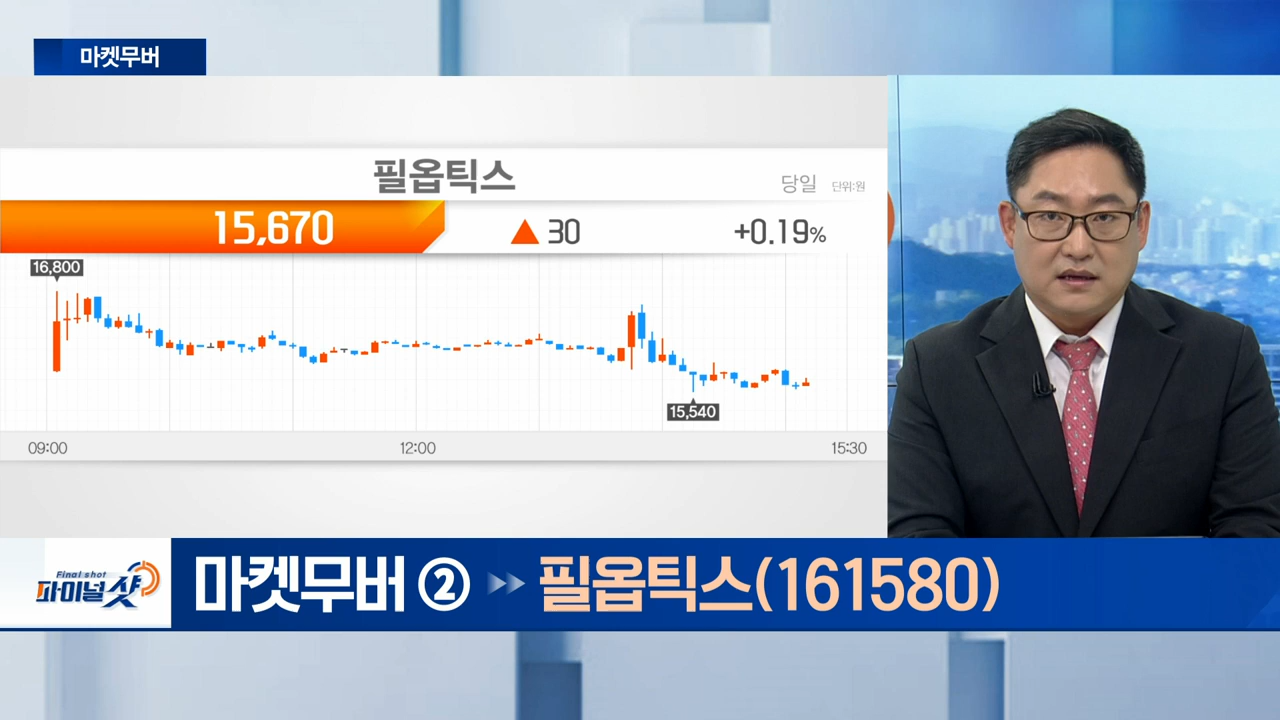 마켓무버
필옵틱스
당일 단위:원
15,670 ▲ 30 +0.19%
16,800
15,540
09:00 12:00 15:30
Final shot
파이널샷
마켓무버 ② 필옵틱스(161580)